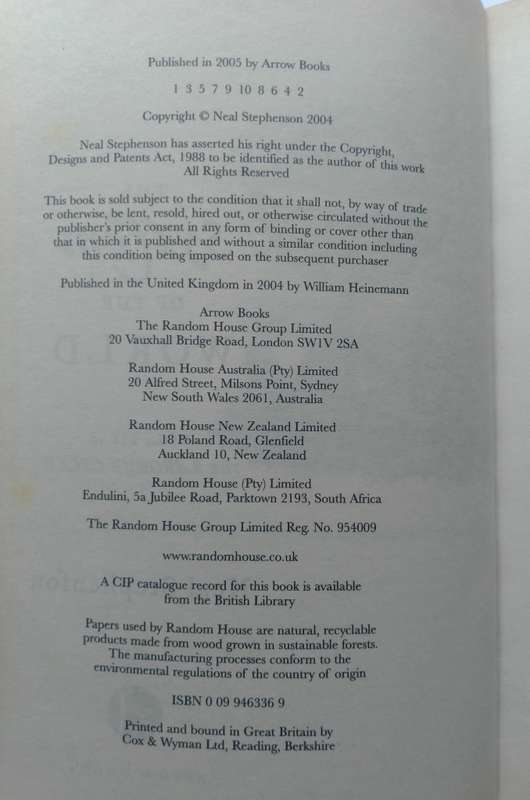 Published in 2005 by Arrow Books
1 3 5 7 9 10 8 6 4 2
Copyright © Neal Stephenson 2004
Neal Stephenson has asserted his right under the Copyright,
Designs and Patents Act, 1988 to be identified as the author of this work
All Rights Reserved
This book is sold subject to the condition that it shall not, by way of trade
or otherwise, be lent, resold, hired out, or otherwise circulated without the
publisher's prior consent in any form of binding or cover other than
that in which it is published and without a similar condition including
this condition being imposed on the subsequent purchaser
Published in the United Kingdom in 2004 by William Heinemann
Arrow Books
The Random House Group Limited
20 Vauxhall Bridge Road, London SW1V 2SA
Random House Australia (Pty) Limited
20 Alfred Street, Milsons Point, Sydney
New South Wales 2061, Australia
Random House New Zealand Limited
18 Poland Road, Glenfield
Auckland 10, New Zealand
Random House (Pty) Limited
Endulini, 5a Jubilee Road, Parktown 2193, South Africa
The Random House Group Limited Reg. No. 954009
www.randomhouse.co.uk
A CIP catalogue record for this book is available
from the British Library
Papers used by Random House are natural, recyclable
products made from wood grown in sustainable forests.
The manufacturing processes conform to the
environmental regulations of the country of origin
ISBN 0 09 946336 9
Printed and bound in Great Britain by
Cox & Wyman Ltd, Reading, Berkshire